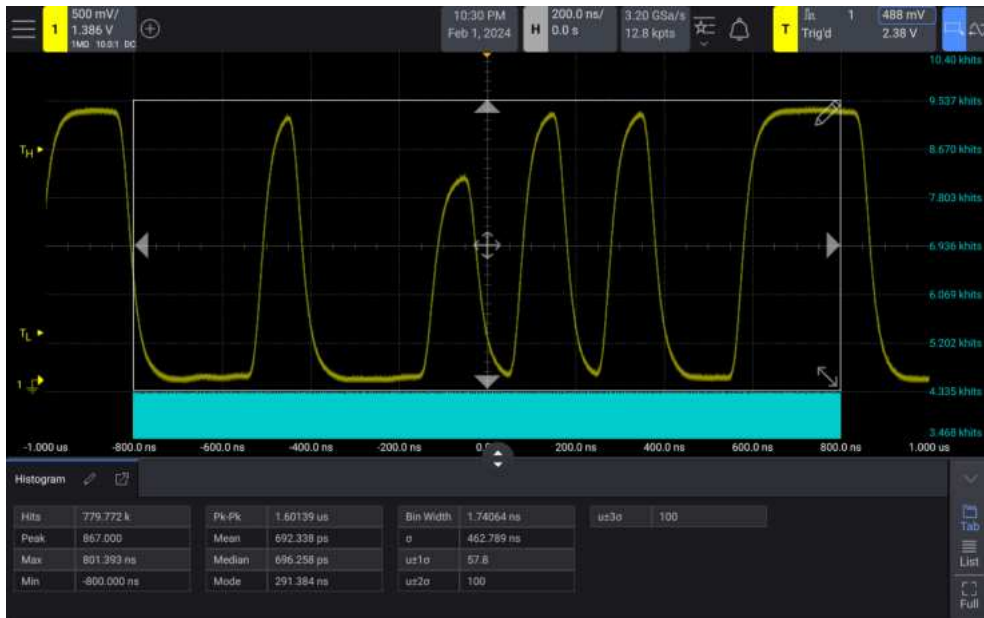 500 mV/
1
1.386 V
1MΩ 10.0:1 DC
10:30 PM
Feb 1, 2024
H
200.0 ns/
0.0 s
3.20 GSa/s
12.8 kpts
T
1
488 mV
Trig'd
2.38 V
10.40 khits
9.537 khits
TH
8.670 khits
7.803 khits
6.936 khits
6.069 khits
TL
5.202 khits
1
4.335 khits
3.468 khits
-1.000 us -800.0 ns -600.0 ns -400.0 ns -200.0 ns 200.0 ns 400.0 ns 600.0 ns 800.0 ns 1.000 us
Histogram
Hits 779.772 k Pk-Pk 1.60139 us Bin Width 1.74064 ns u±3σ 100
Peak 867.000 Mean 692.338 ps σ 462.789 ns
Max 801.393 ns Median 696.258 ps u±1σ 57.8
Min -800.000 ns Mode 291.384 ns u±2σ 100
Tab
List
Full